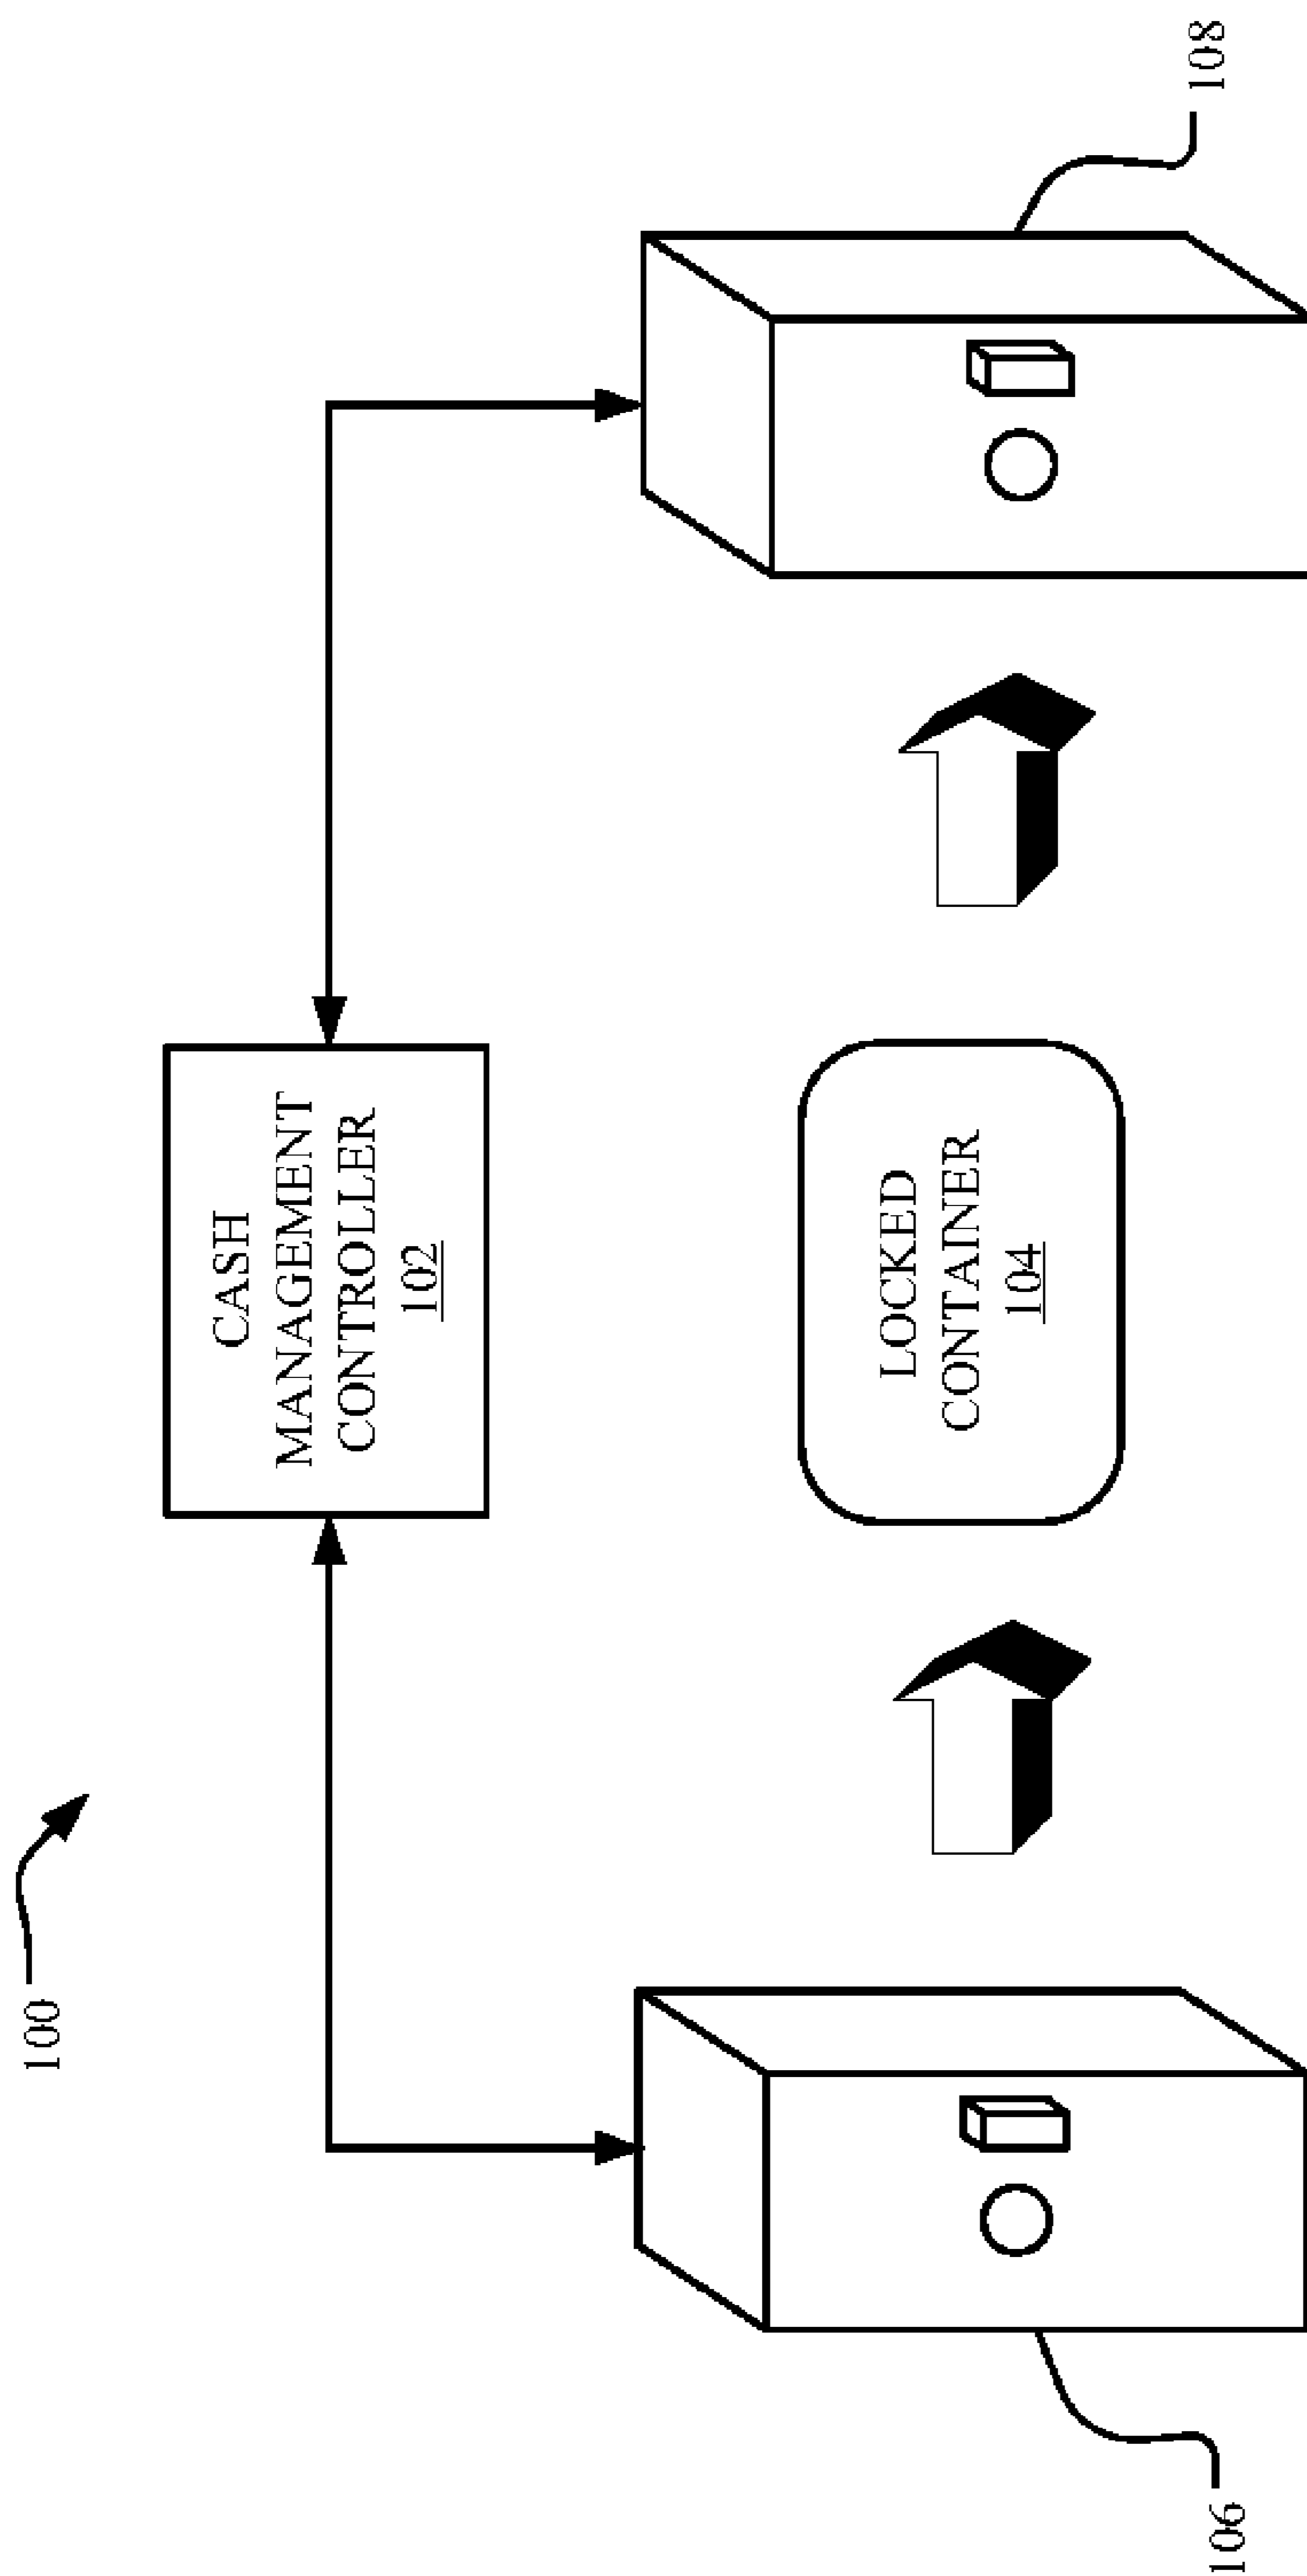 100
CASH
MANAGEMENT
CONTROLLER
102
LOCKED
CONTAINER
104
106
108